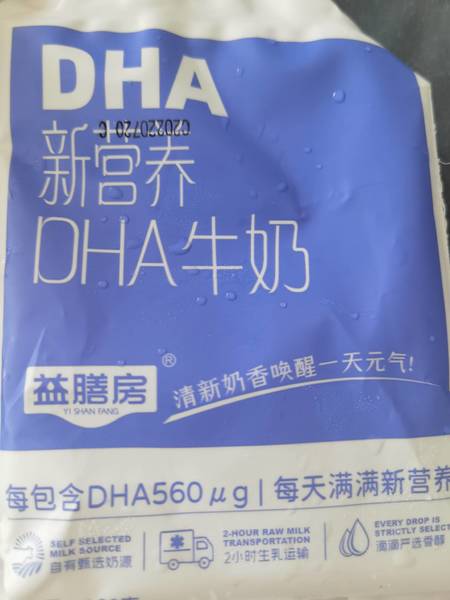 DHA
新营养
DHA牛奶
益膳房®
YI SHAN FANG
清新奶香唤醒一天元气!
每包含DHA560μg|每天满满新营养
SELF SELECTED
MILK SOURCE
自有甄选奶源
2-HOUR RAW MILK
TRANSPORTATION
2小时生乳运输
EVERY DROP IS
STRICTLY SELECT
滴滴严选香醇